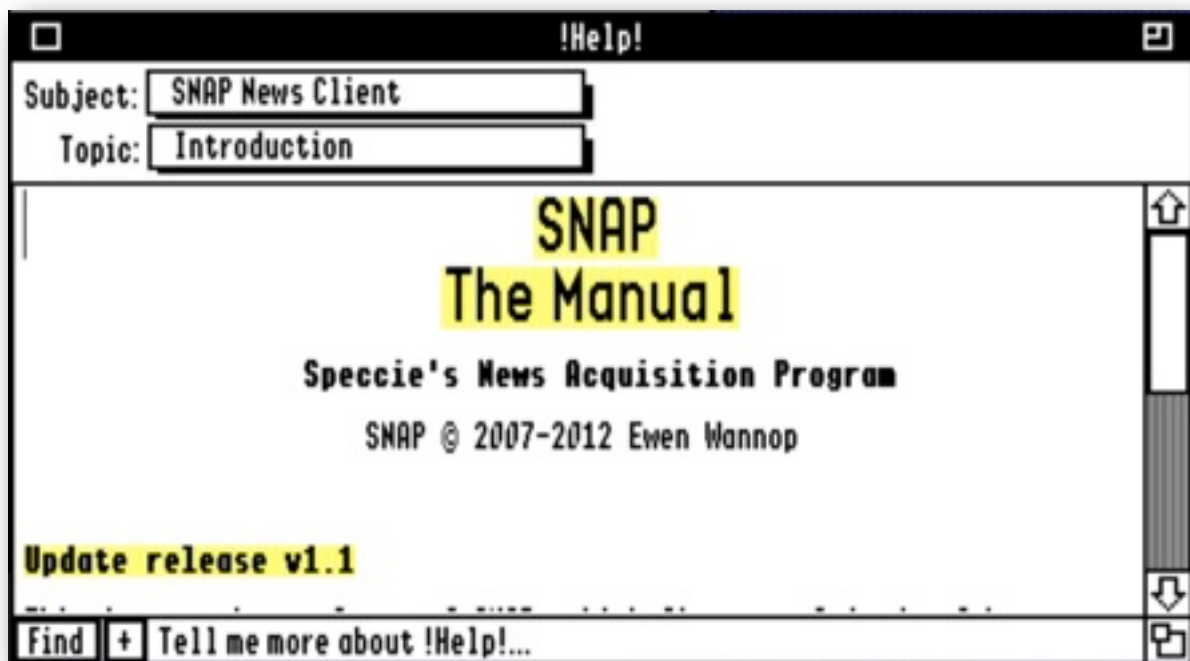 !Help!
Subject: SNAP News Client
Topic: Introduction
SNAP
The Manual
Speccie's News Acquisition Program
SNAP © 2007-2012 Ewen Wannop
Update release v1.1
Find + Tell me more about !Help!...